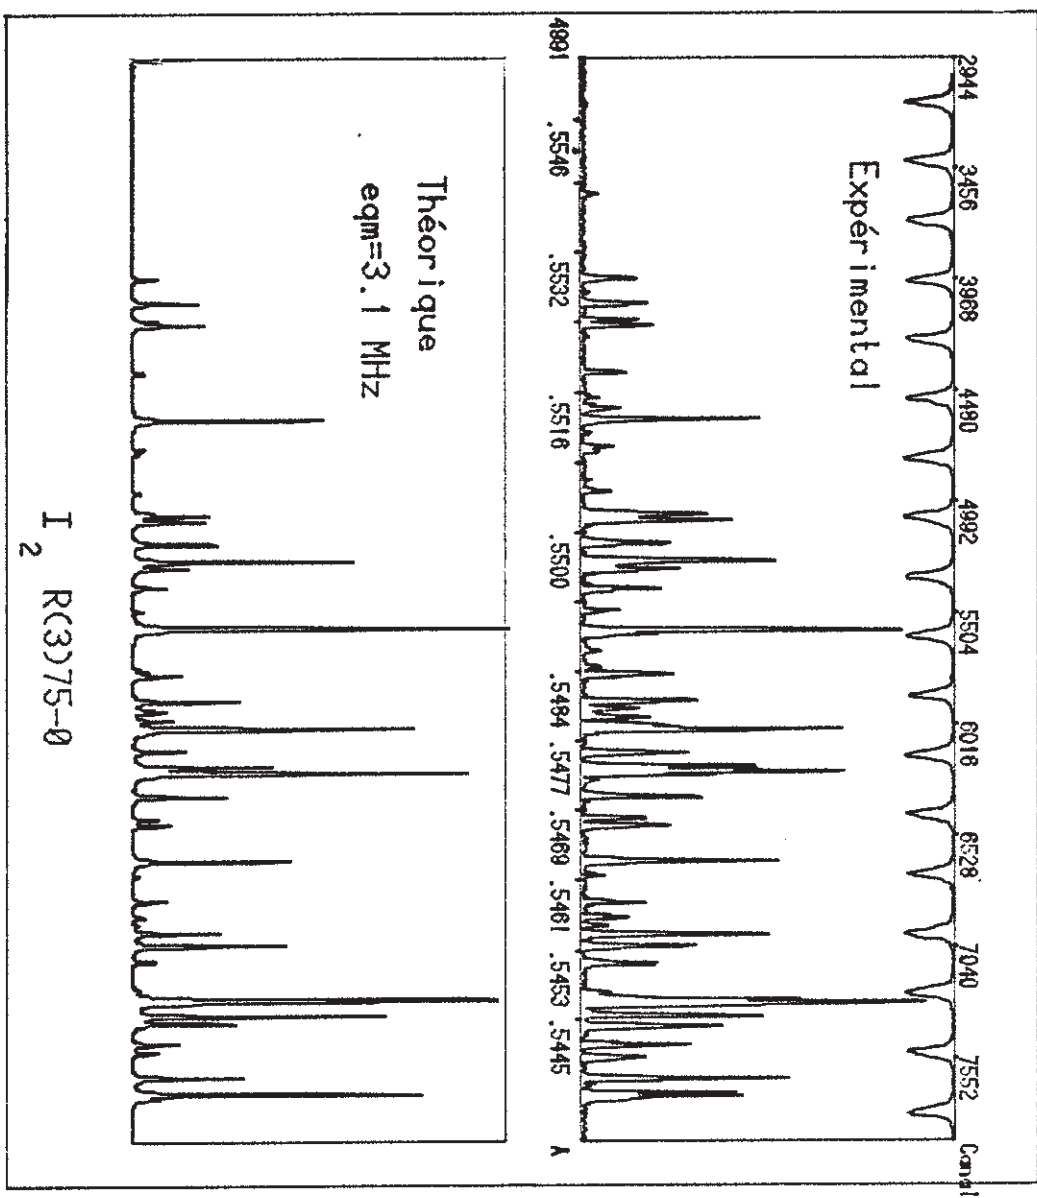 2944 3456 3968 4480 4992 5504 6016 6528 7040 7552 Canal
Expérimental
4991 .5546 .5532 .5516 .5500 .5484 .5477 .5469 .5461 .5453 .5445 Å
Théorique
eqm=3.1 MHz
I2 R(3)75-0